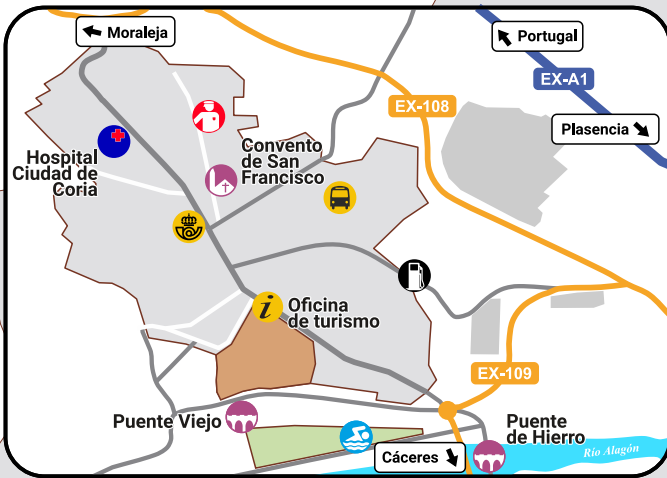 Moraleja
Portugal
EX-A1
EX-108
Plasencia
Hospital
Ciudad de
Coria
Convento
de San
Francisco
i
Oficina
de turismo
EX-109
Puente Viejo
Puente
de Hierro
Cáceres
Río Alagón